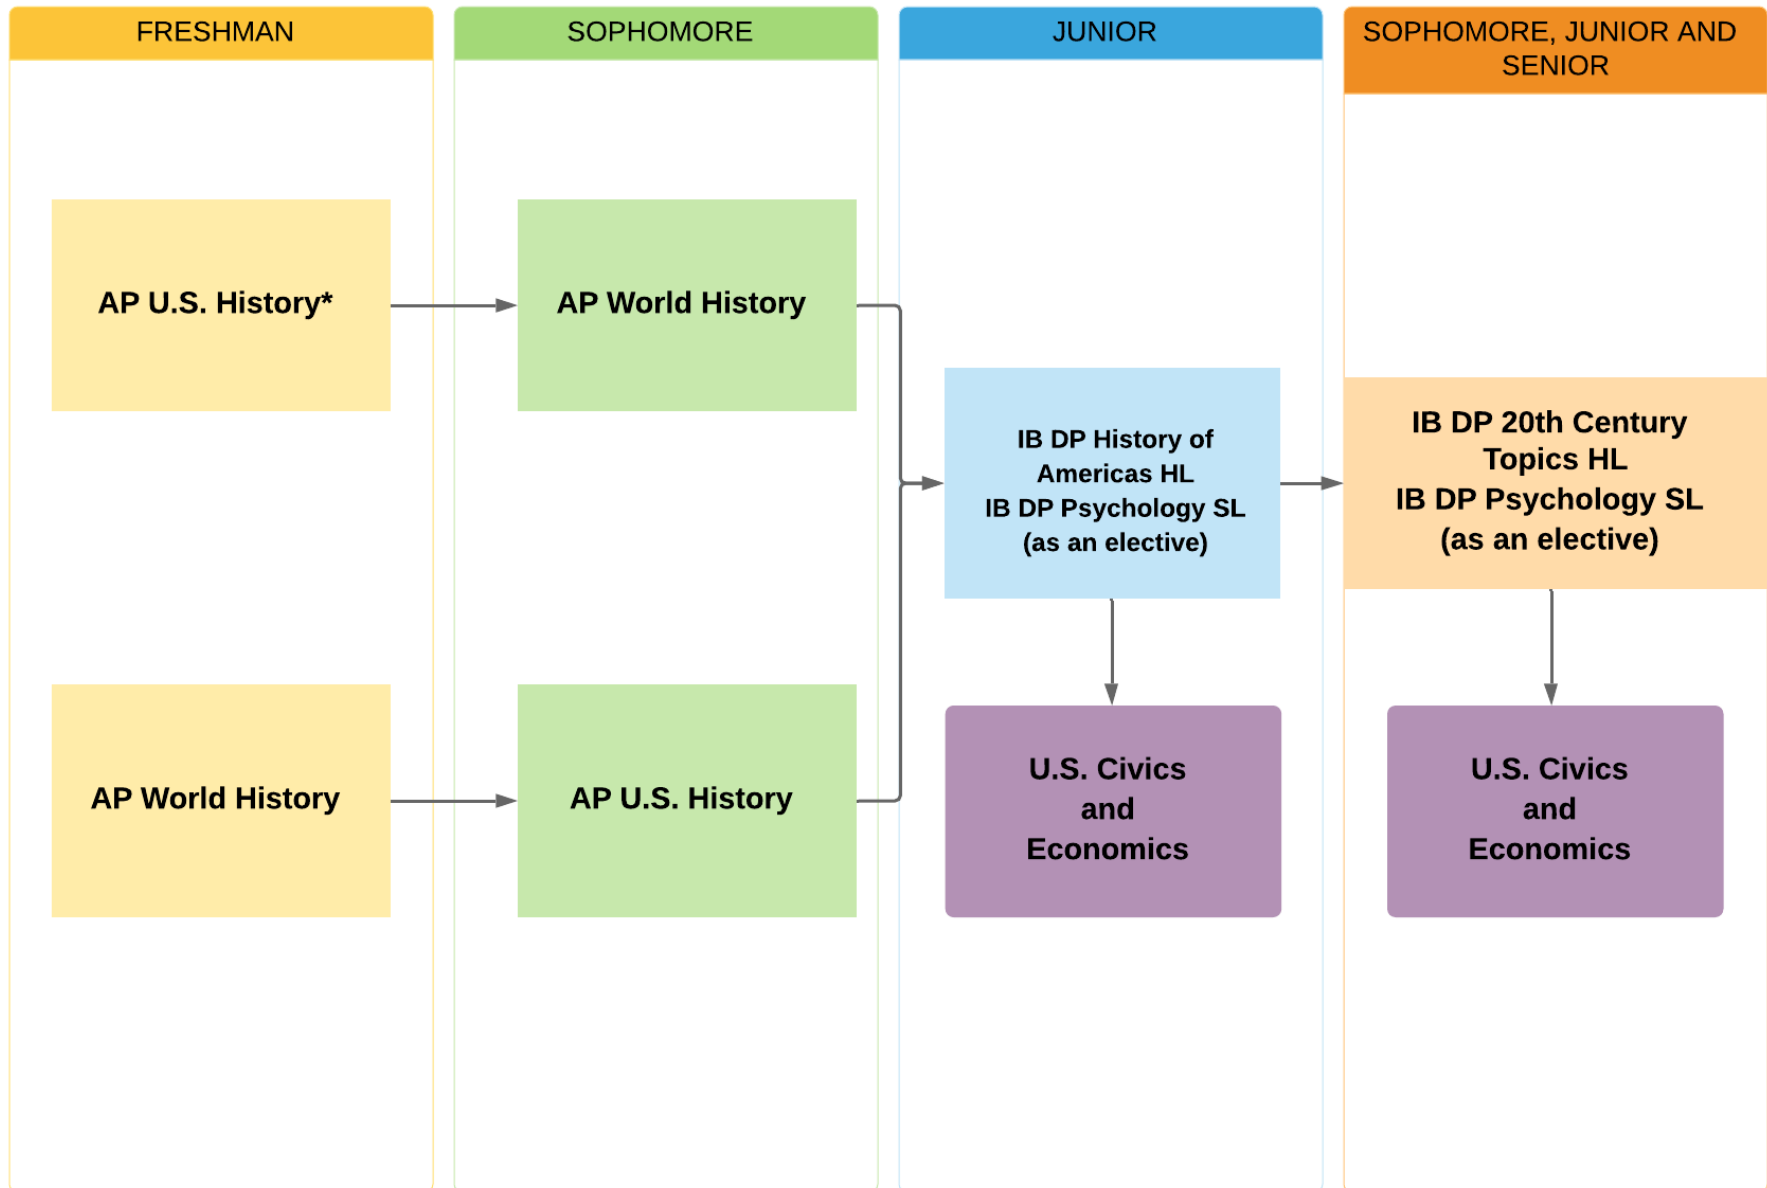 FRESHMAN
SOPHOMORE
JUNIOR
SOPHOMORE, JUNIOR AND
SENIOR
AP U.S. History*
AP World History
IB DP History of
Americas HL
IB DP Psychology SL
(as an elective)
IB DP 20th Century
Topics HL
IB DP Psychology SL
(as an elective)
AP World History
AP U.S. History
U.S. Civics
and
Economics
U.S. Civics
and
Economics